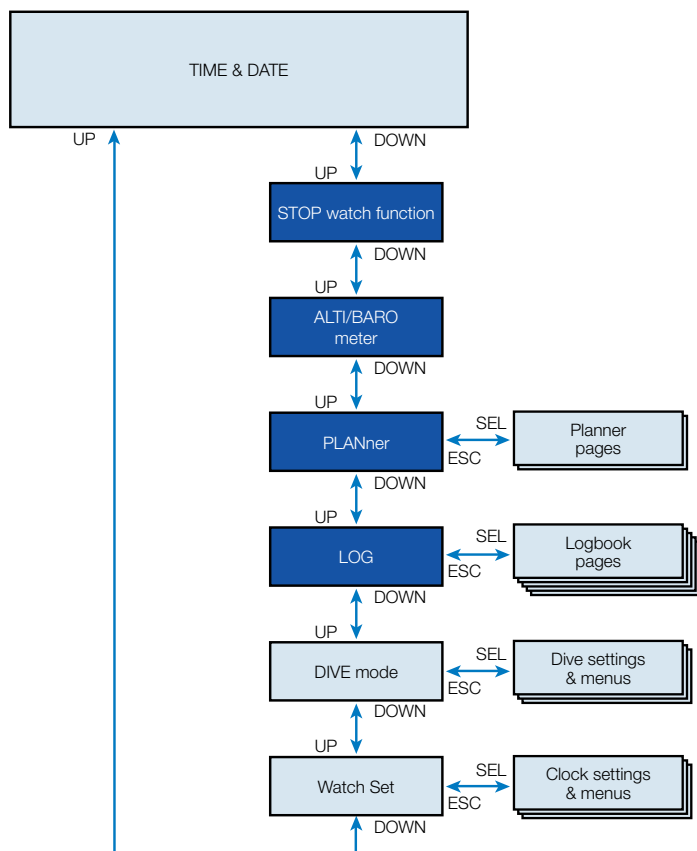 TIME & DATE
UP
DOWN
UP
STOP watch function
DOWN
UP
ALTI/BARO
meter
DOWN
UP
PLANner
SEL
ESC
Planner
pages
DOWN
UP
LOG
SEL
ESC
Logbook
pages
DOWN
UP
DIVE mode
SEL
ESC
Dive settings
& menus
DOWN
UP
Watch Set
SEL
ESC
Clock settings
& menus
DOWN